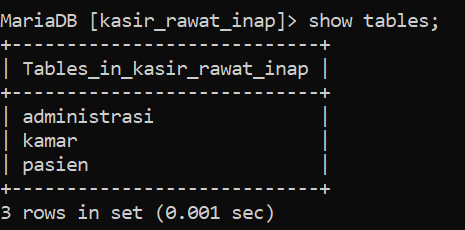 MariaDB [kasir_rawat_inap]> show tables;
+----------------------------+
| Tables_in_kasir_rawat_inap |
+----------------------------+
| administrasi               |
| kamar                      |
| pasien                     |
+----------------------------+
3 rows in set (0.001 sec)